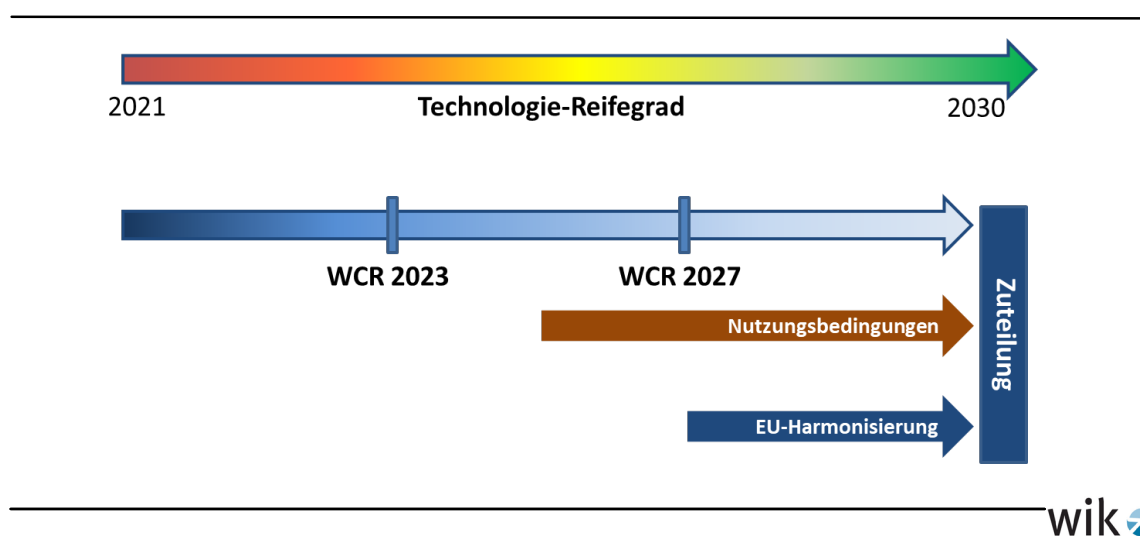 2021
Technologie-Reifegrad
2030
WCR 2023
WCR 2027
Nutzungsbedingungen
EU-Harmonisierung
Zuteilung
wik